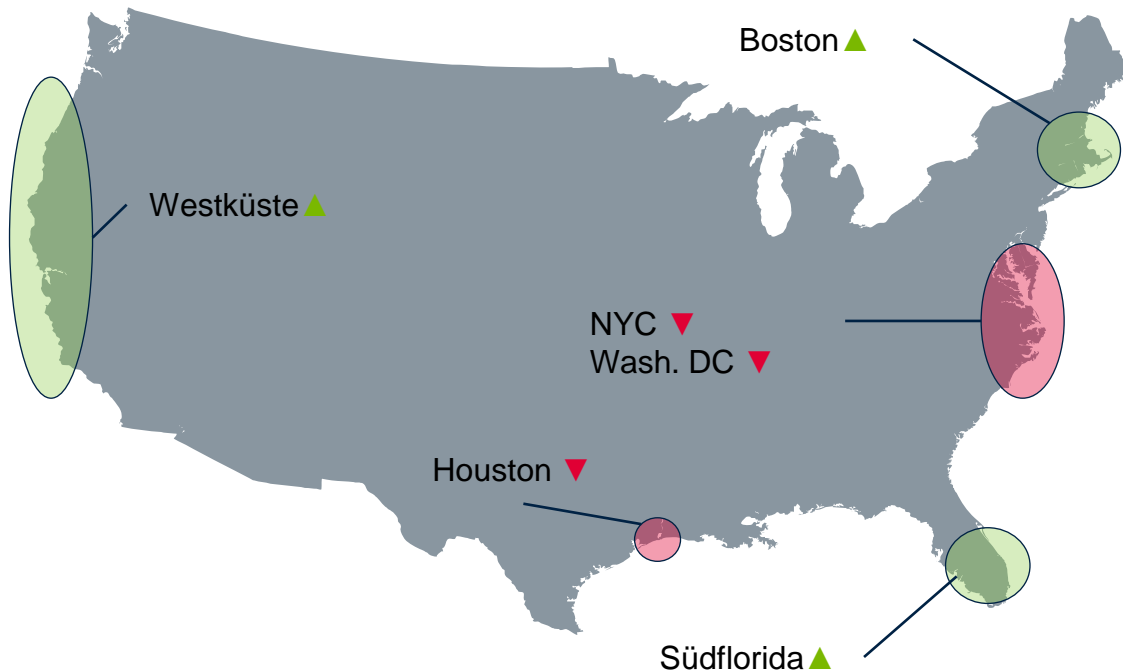 Boston ▲
Westküste ▲
NYC ▼
Wash. DC ▼
Houston ▼
Südflorida ▲